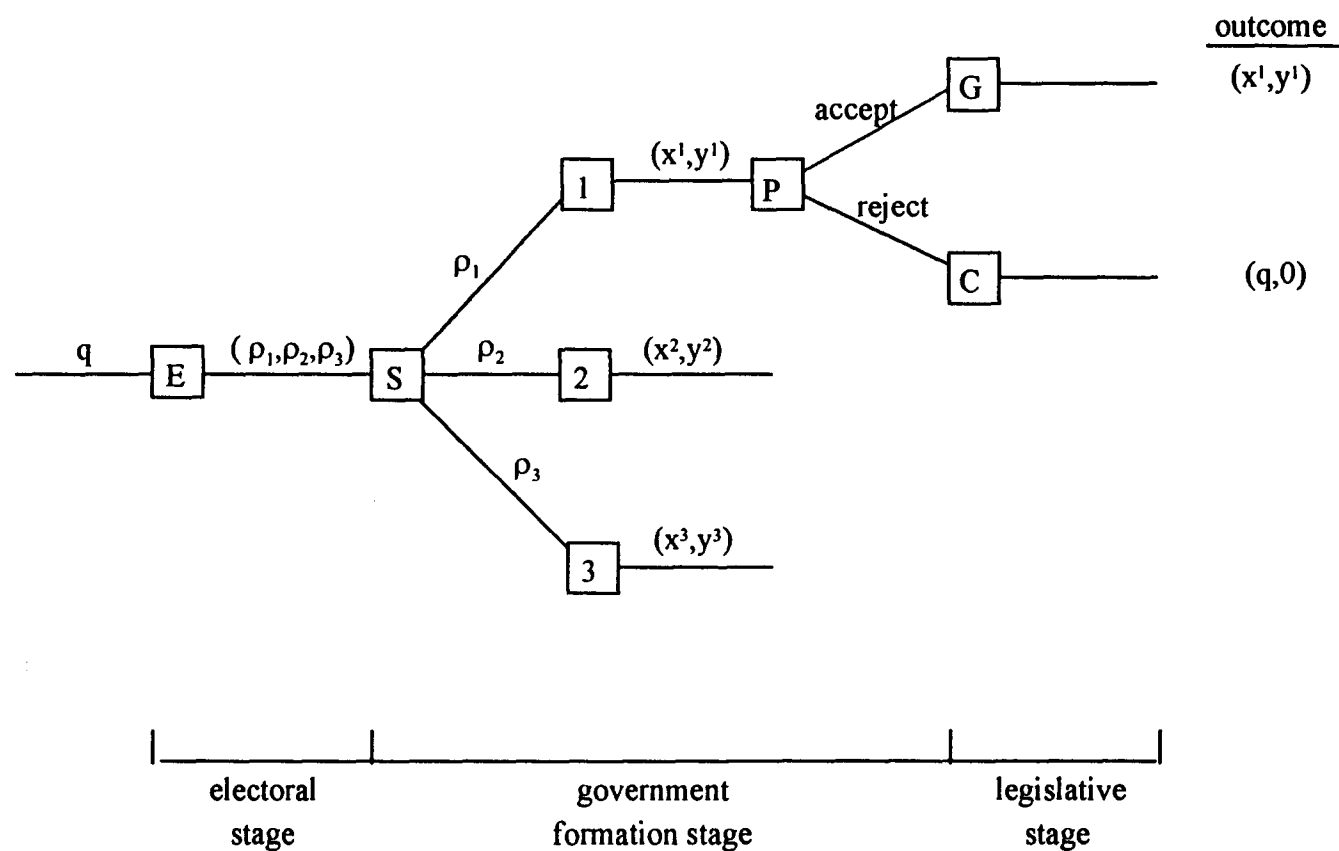 outcome
G (x¹,y¹)
accept
1 (x¹,y¹) P
reject
C (q,0)
ρ₁
q E (ρ₁,ρ₂,ρ₃) S ρ₂ 2 (x²,y²)
ρ₃
3 (x³,y³)
electoral government legislative
stage formation stage stage